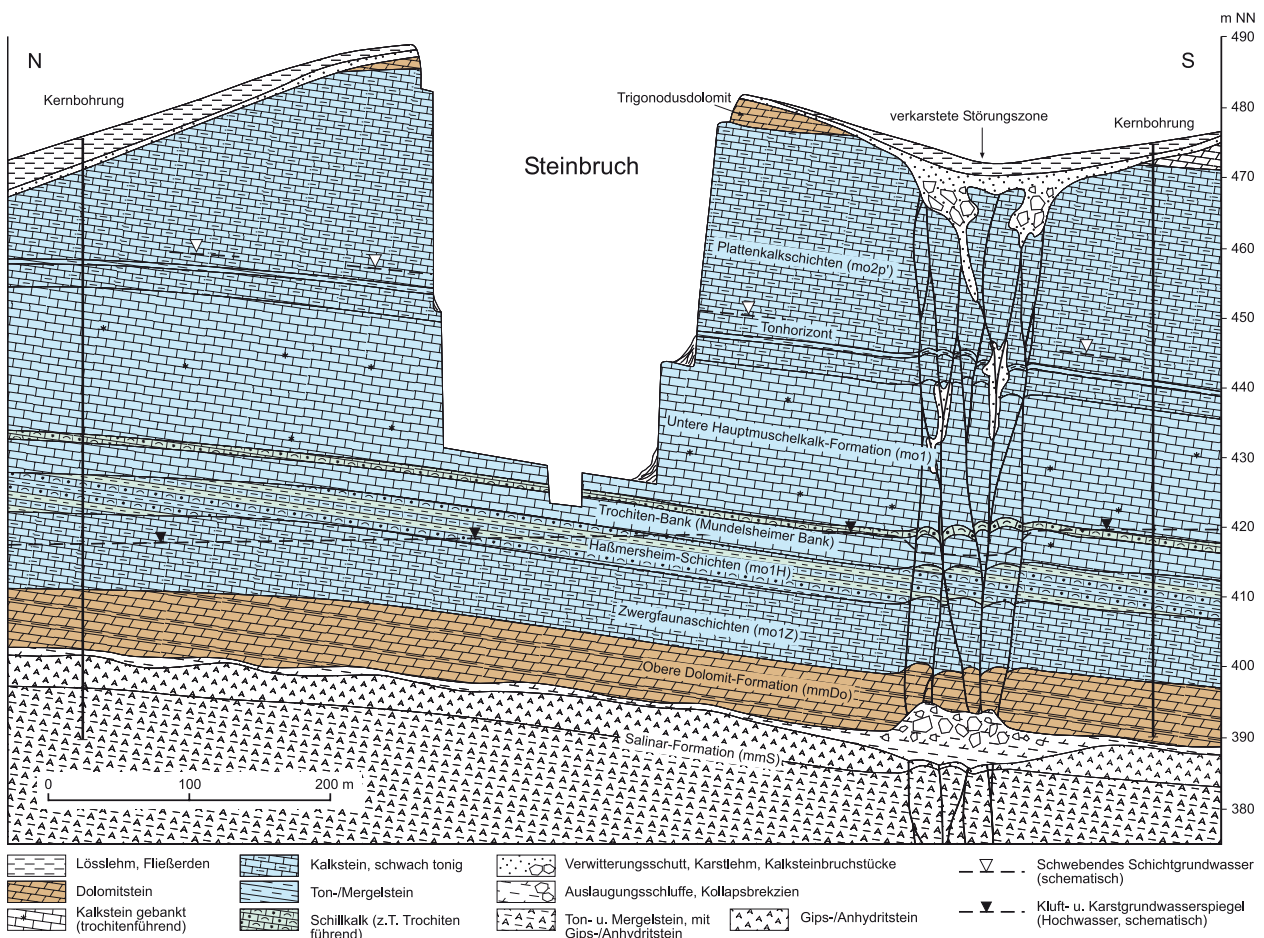 m NN
490
N
S
Kernbohrung
Trigonodusdolomit
verkarstete Störungszone
Kernbohrung
480
Steinbruch
470
460
Plattenkalkschichten (mo2p')
450
Tonhorizont
440
Untere Hauptmuschelkalk-Formation (mo1)
430
Trochiten-Bank (Mundelsheimer Bank)
420
Haßmersheim-Schichten (mo1H)
410
Zwergfaunaschichten (mo1Z)
400
Obere Dolomit-Formation (mmDo)
390
Salinar-Formation (mmS)
0 100 200 m
380
Lösslehm, Fließerden
Dolomitstein
Kalkstein gebankt
(trochitenführend)
Kalkstein, schwach tonig
Ton-/Mergelstein
Schillkalk (z.T. Trochiten
führend)
Verwitterungsschutt, Karstlehm, Kalksteinbruchstücke
Auslaugungsschluffe, Kollapsbrekzien
Ton- u. Mergelstein, mit
Gips-/Anhydritstein
Gips-/Anhydritstein
Schwebendes Schichtgrundwasser
(schematisch)
Kluft- u. Karstgrundwasserspiegel
(Hochwasser, schematisch)